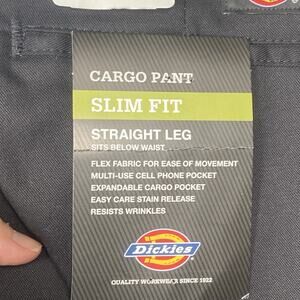 CARGO PANT
SLIM FIT
STRAIGHT LEG
SITS BELOW WAIST
FLEX FABRIC FOR EASE OF MOVEMENT
MULTI-USE CELL PHONE POCKET
EXPANDABLE CARGO POCKET
EASY CARE STAIN RELEASE
RESISTS WRINKLES
Dickies
QUALITY WORKWEAR SINCE 1922